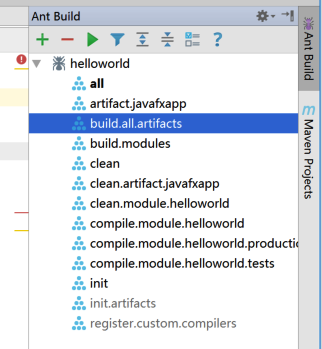 Ant Build
helloworld
all
artifact.javafxapp
build.all.artifacts
build.modules
clean
clean.artifact.javafxapp
clean.module.helloworld
compile.module.helloworld
compile.module.helloworld.productic
compile.module.helloworld.tests
init
init.artifacts
register.custom.compilers
Ant Build
m Maven Projects